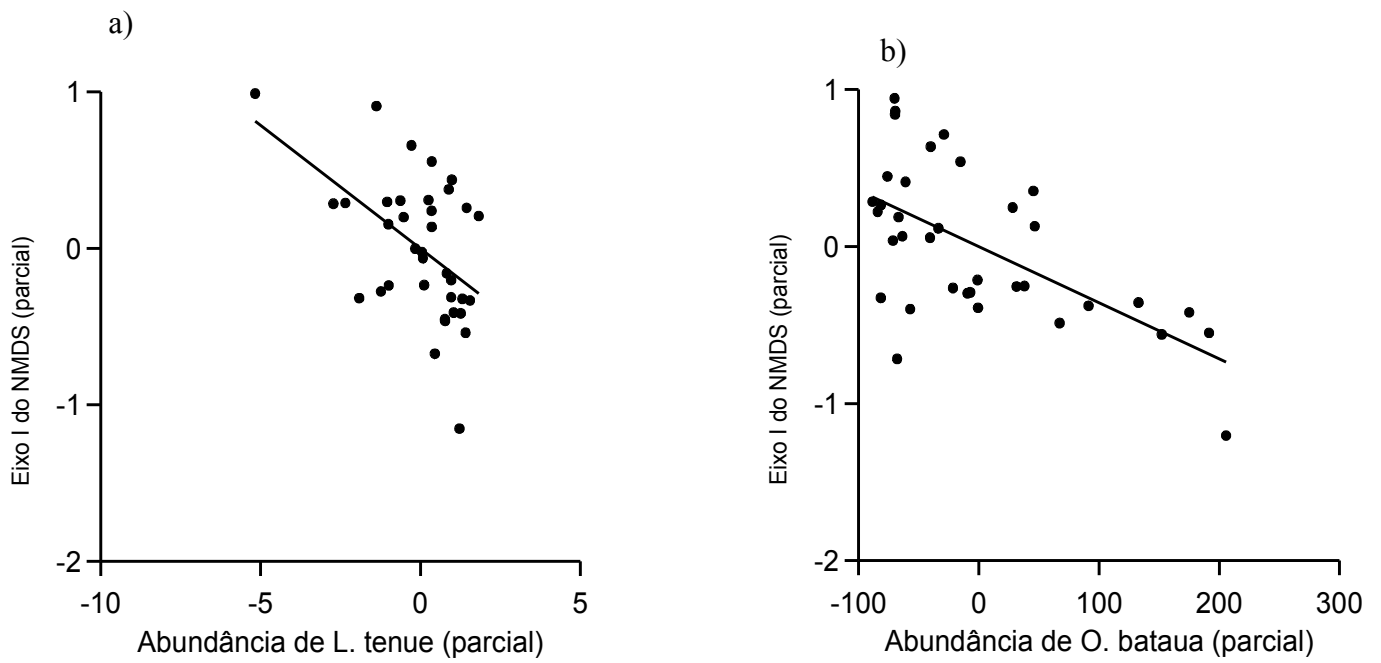 a)
1
0
-1
-2
-10
-5
0
5
Eixo I do NMDS (parcial)
Abundância de L. tenue (parcial)
b)
1
0
-1
-2
-100
0
100
200
300
Eixo I do NMDS (parcial)
Abundância de O. bataua (parcial)